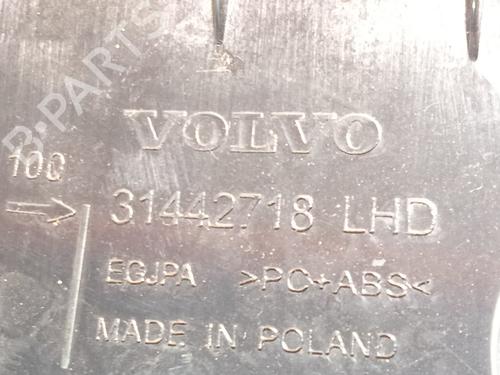 B-PARTS
VOLVO
100
31442718 LHD
EGJPA >PC+ABS<
MADE IN POLAND